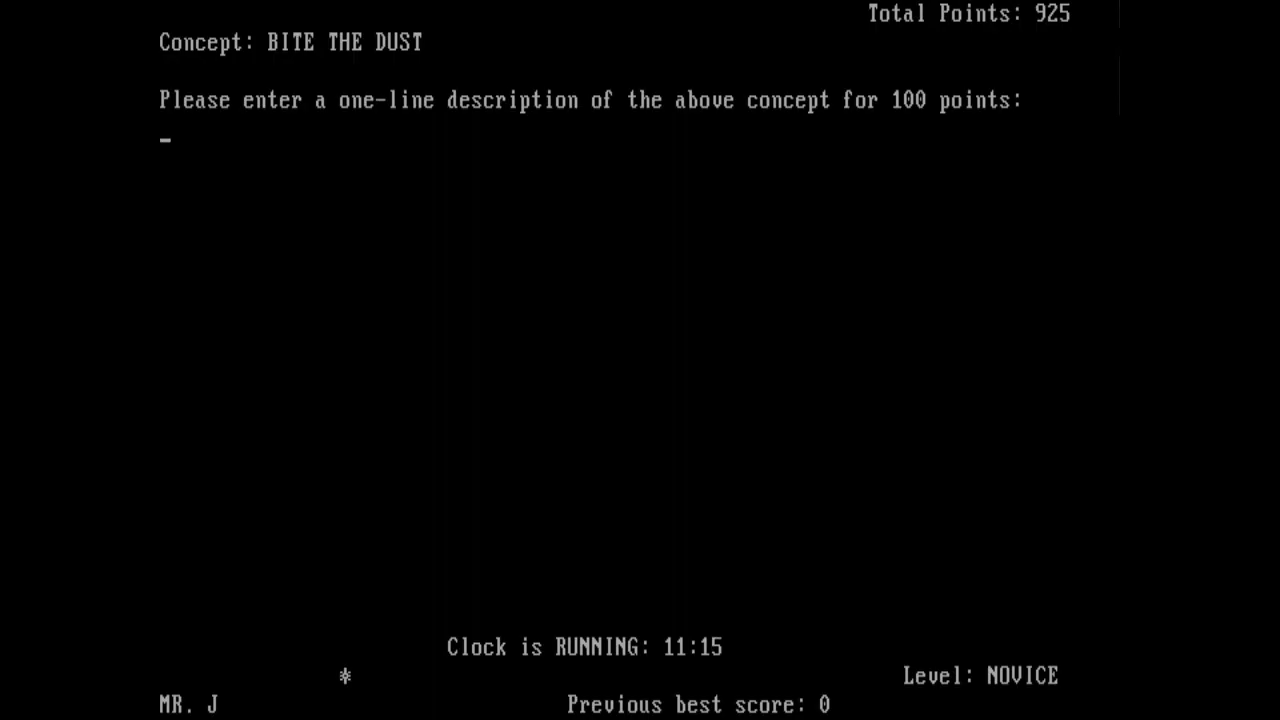 Total Points: 925
Concept: BITE THE DUST
Please enter a one-line description of the above concept for 100 points:
_
Clock is RUNNING: 11:15
* Level: NOVICE
MR. J Previous best score: 0